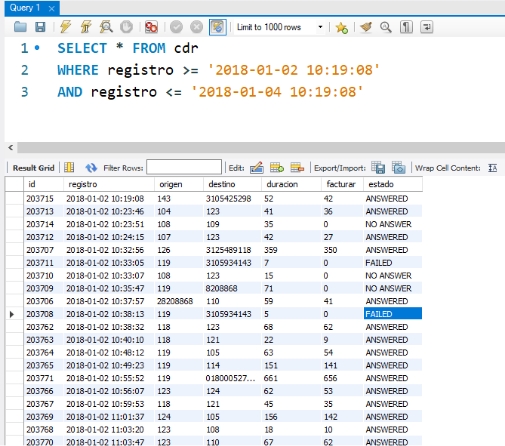 Query 1
Limit to 1000 rows
1 SELECT * FROM cdr
2 WHERE registro >= '2018-01-02 10:19:08'
3 AND registro <= '2018-01-04 10:19:08'
Result Grid Filter Rows: Edit: Export/Import: Wrap Cell Content:
id registro origen destino duracion facturar estado
203715 2018-01-02 10:19:08 143 3105425298 52 42 ANSWERED
203713 2018-01-02 10:23:46 104 123 41 36 ANSWERED
203714 2018-01-02 10:23:51 108 109 35 0 NO ANSWER
203712 2018-01-02 10:24:15 107 123 42 27 ANSWERED
203707 2018-01-02 10:32:56 126 3125489118 359 350 ANSWERED
203711 2018-01-02 10:33:05 119 3105934143 7 0 FAILED
203710 2018-01-02 10:33:07 108 123 15 0 NO ANSWER
203709 2018-01-02 10:35:47 119 8208868 71 0 NO ANSWER
203706 2018-01-02 10:37:57 28208868 110 59 41 ANSWERED
203708 2018-01-02 10:38:13 119 3105934143 5 0 FAILED
203762 2018-01-02 10:38:32 118 123 68 62 ANSWERED
203763 2018-01-02 10:40:10 118 121 22 9 ANSWERED
203764 2018-01-02 10:48:12 119 105 63 54 ANSWERED
203765 2018-01-02 10:49:23 119 114 151 141 ANSWERED
203771 2018-01-02 10:55:52 119 018000527... 661 656 ANSWERED
203766 2018-01-02 10:56:07 123 124 62 53 ANSWERED
203767 2018-01-02 10:59:53 118 121 45 35 ANSWERED
203769 2018-01-02 11:01:37 124 105 156 142 ANSWERED
203768 2018-01-02 11:03:20 123 108 18 10 ANSWERED
203770 2018-01-02 11:03:47 123 110 67 62 ANSWERED